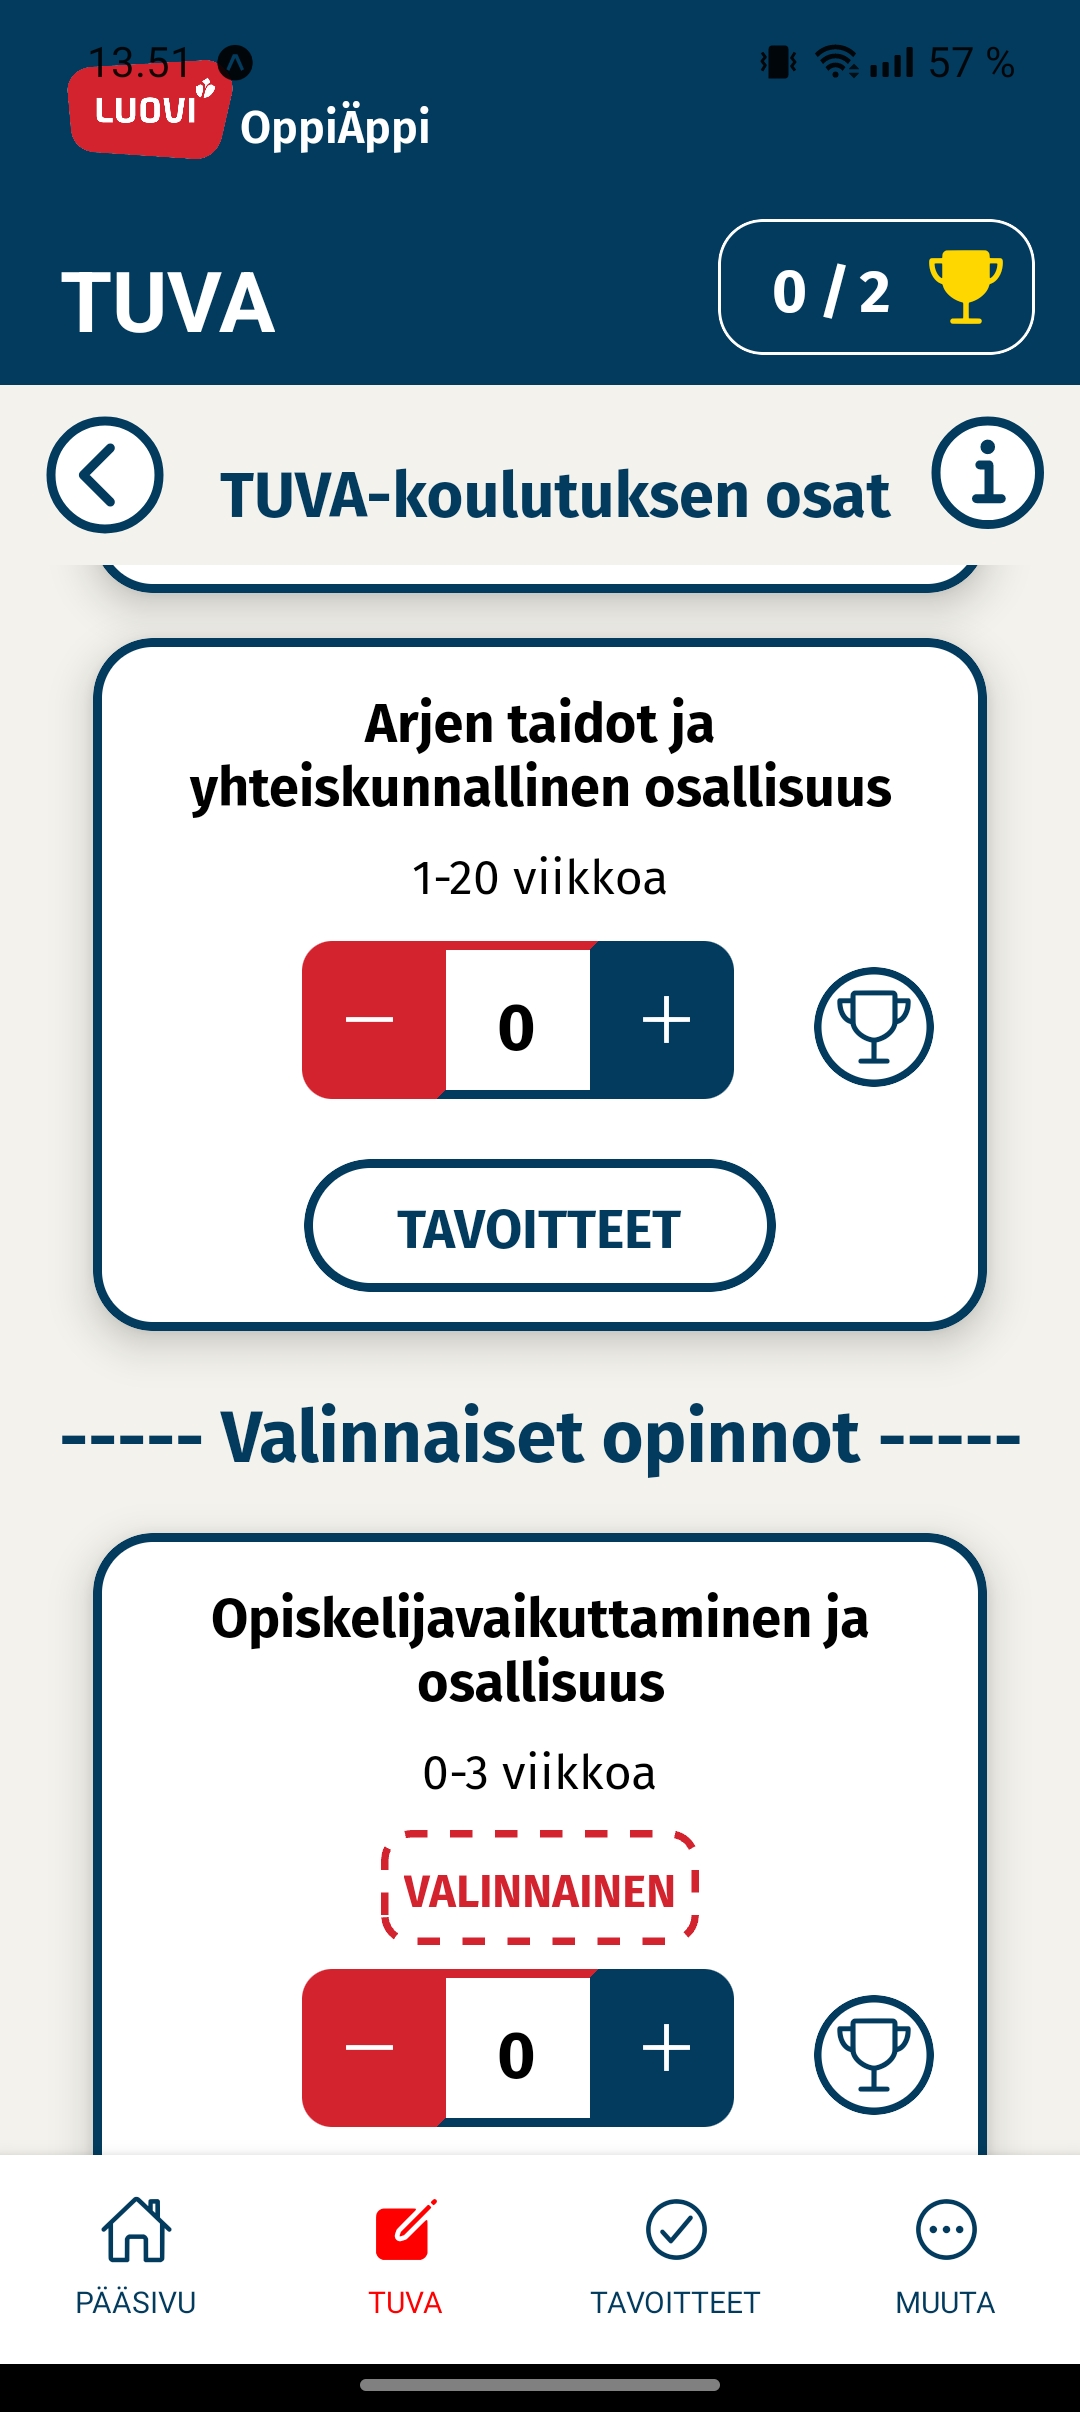 13.51
57 %
LUOVI
OppiÄppi
TUVA
0 / 2
TUVA-koulutuksen osat
Arjen taidot ja
yhteiskunnallinen osallisuus
1-20 viikkoa
0
TAVOITTEET
----- Valinnaiset opinnot -----
Opiskelijavaikuttaminen ja
osallisuus
0-3 viikkoa
VALINNAINEN
0
PÄÄSIVU
TUVA
TAVOITTEET
MUUTA